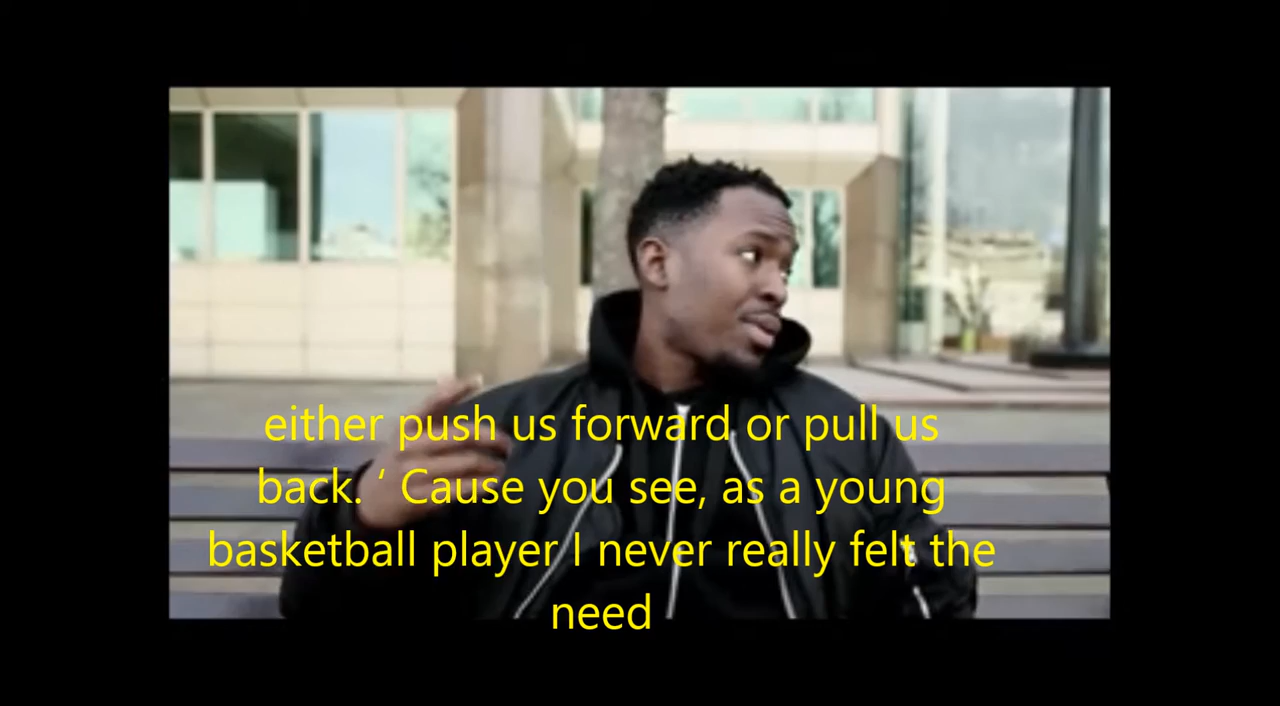 either push us forward or pull us
back. ‘ Cause you see, as a young
basketball player I never really felt the
need